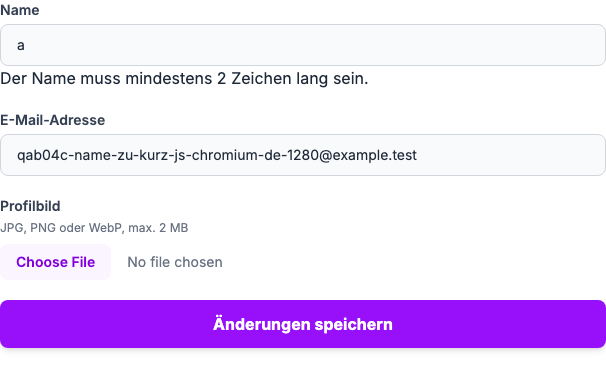 Name
a
Der Name muss mindestens 2 Zeichen lang sein.
E-Mail-Adresse
qab04c-name-zu-kurz-js-chromium-de-1280@example.test
Profilbild
JPG, PNG oder WebP, max. 2 MB
Choose File No file chosen
Änderungen speichern